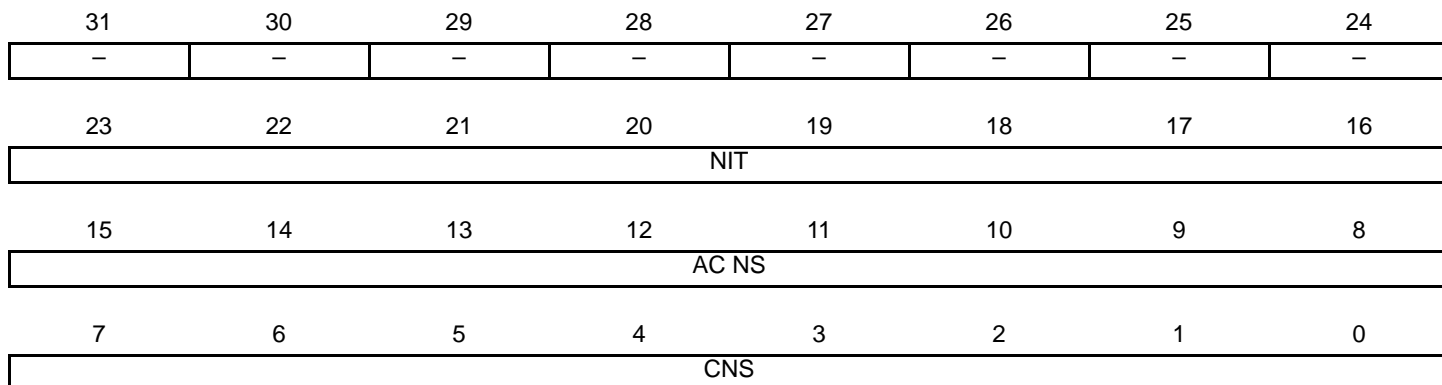 31 30 29 28 27 26 25 24
– – – – – – – –
23 22 21 20 19 18 17 16
NIT
15 14 13 12 11 10 9 8
AC NS
7 6 5 4 3 2 1 0
CNS